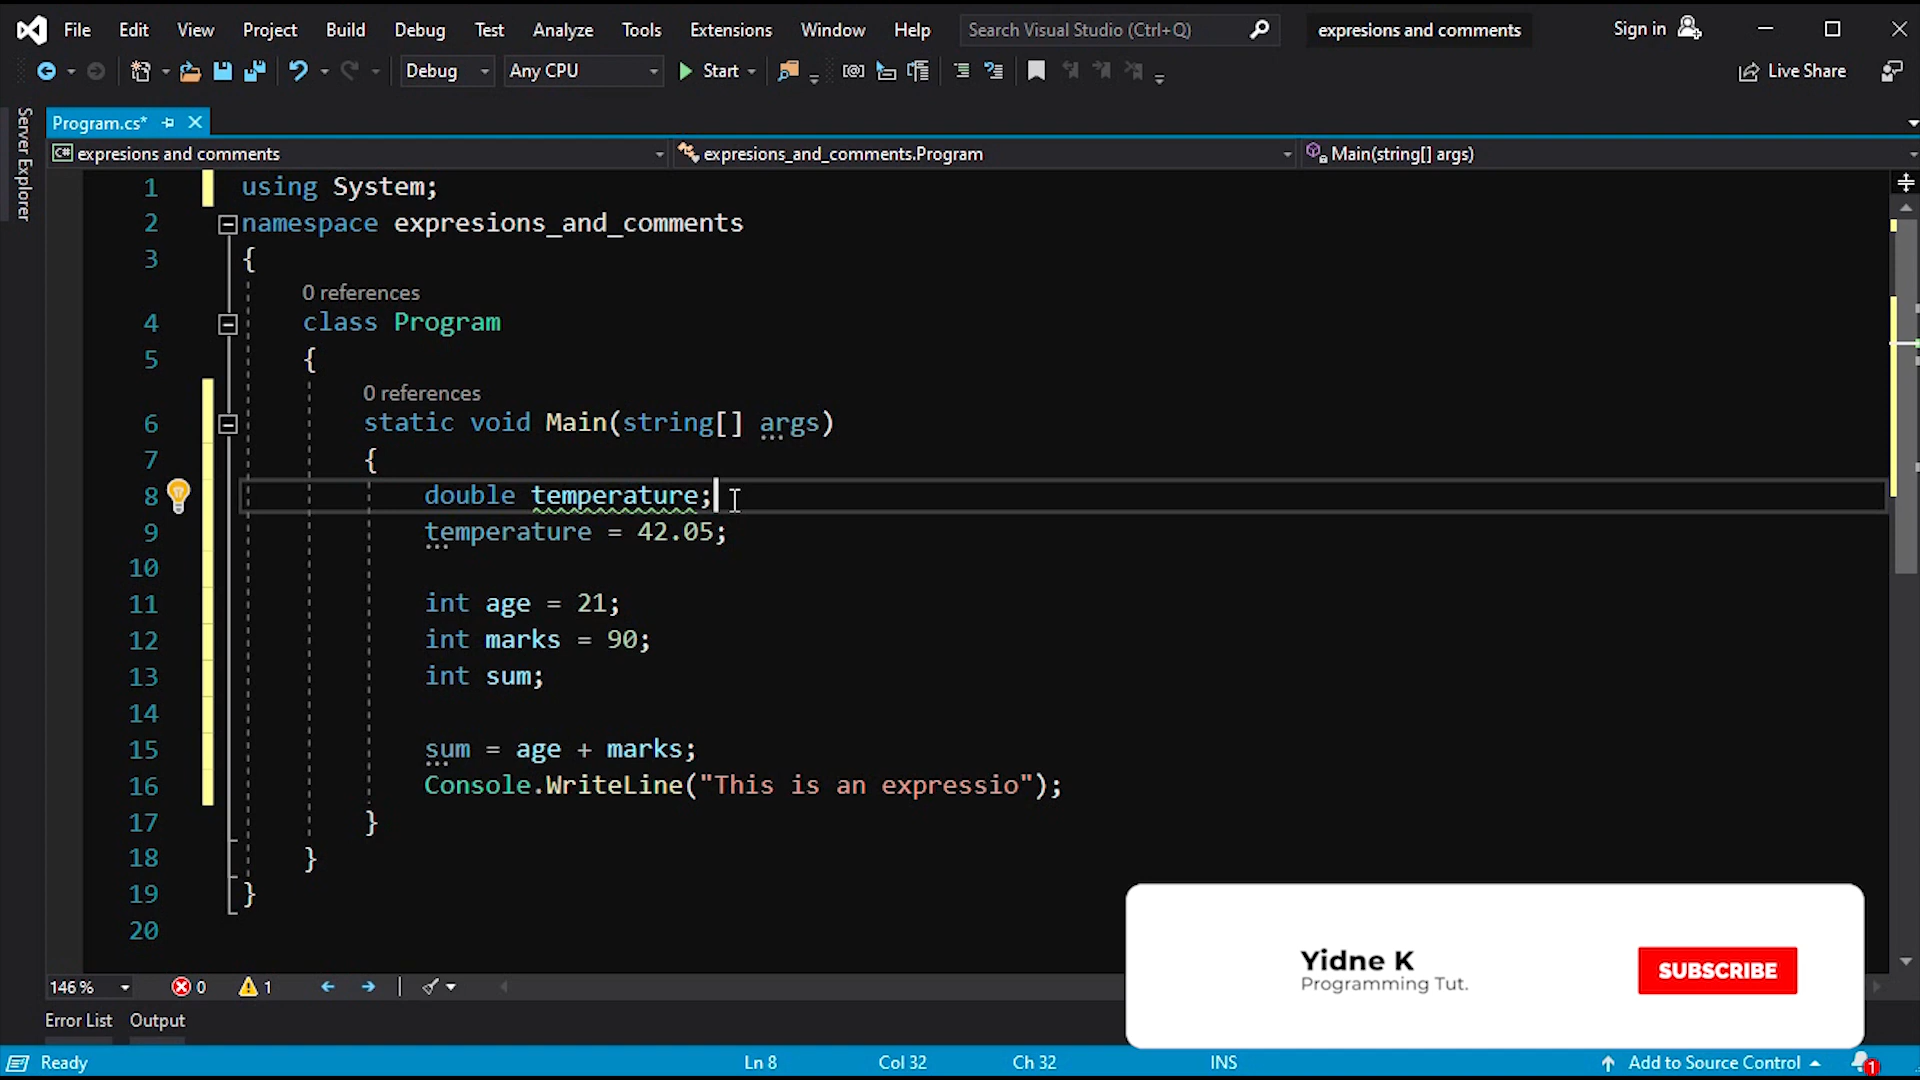 File Edit View Project Build Debug Test Analyze Tools Extensions Window Help Search Visual Studio (Ctrl+Q) expresions and comments Sign in
Debug Any CPU Start Live Share
Server Explorer
Program.cs*
C# expresions and comments expresions_and_comments.Program Main(string[] args)
1 using System;
2 namespace expresions_and_comments
3 {
0 references
4 class Program
5 {
0 references
6 static void Main(string[] args)
7 {
8 double temperature;
9 temperature = 42.05;
10
11 int age = 21;
12 int marks = 90;
13 int sum;
14
15 sum = age + marks;
16 Console.WriteLine("This is an expressio");
17 }
18 }
19 }
20
Yidne K
Programming Tut.
SUBSCRIBE
146 % 0 1
Error List Output
Ready Ln 8 Col 32 Ch 32 INS Add to Source Control 1